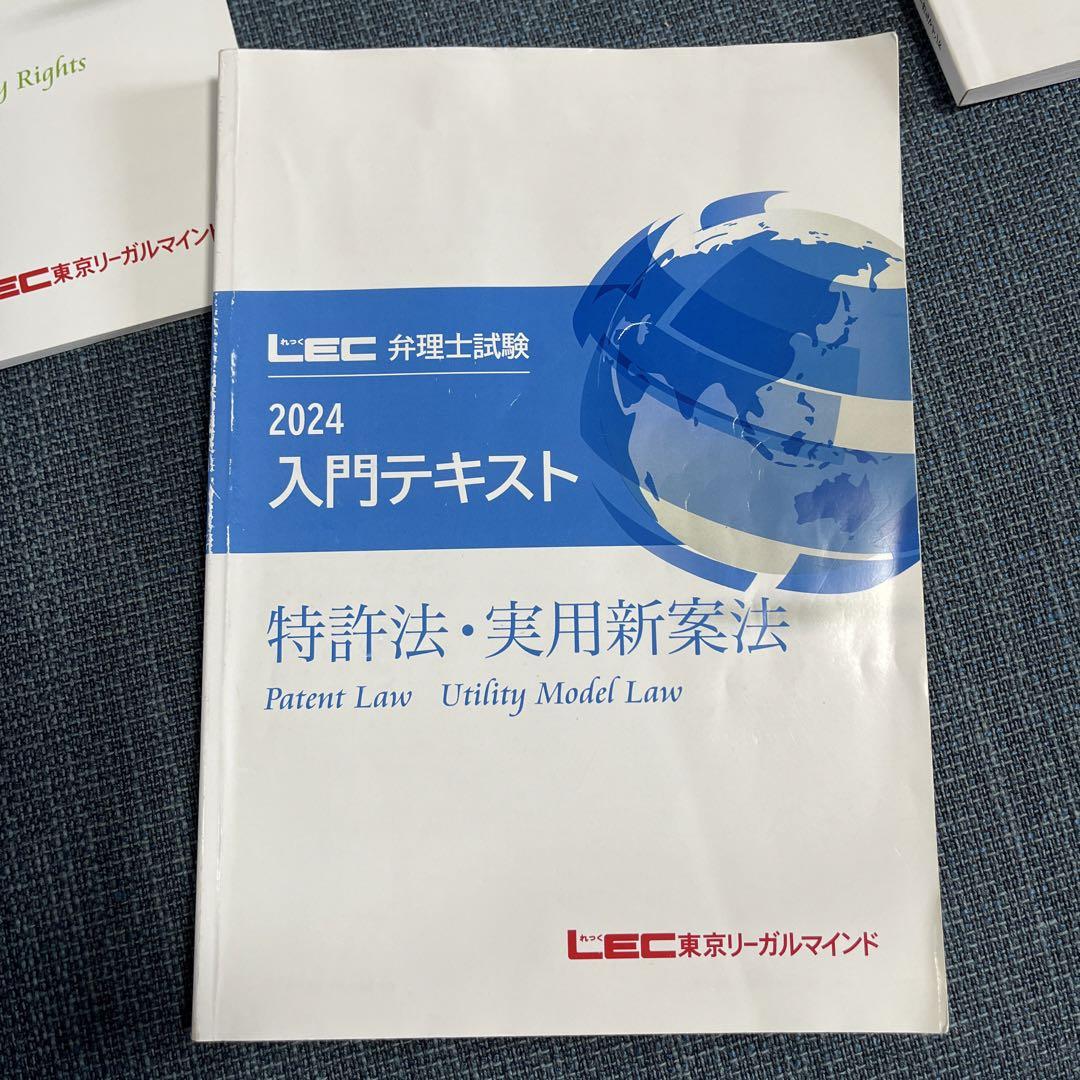 y Rights
LEC東京リーガルマインド
れっく
LEC 弁理士試験
2024
入門テキスト
特許法・実用新案法
Patent Law Utility Model Law
れっく
LEC東京リーガルマインド